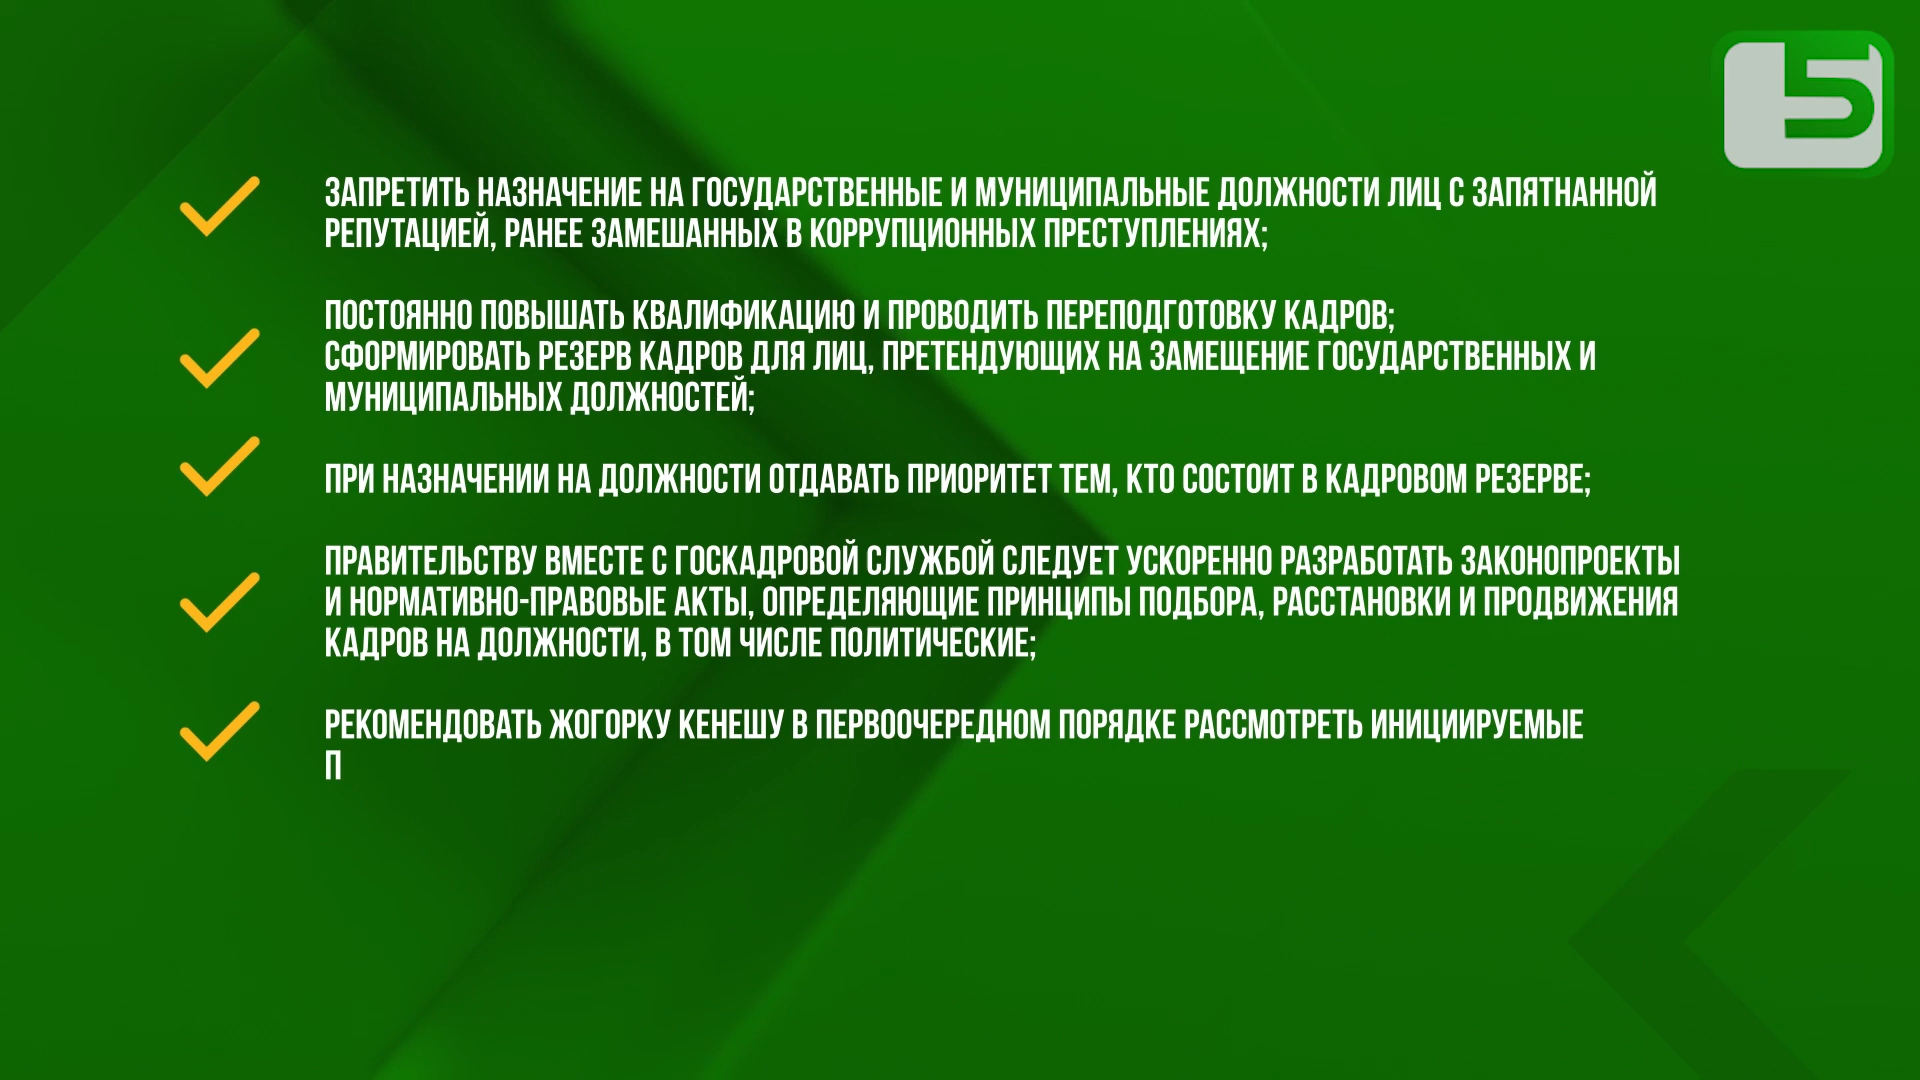 5
ЗАПРЕТИТЬ НАЗНАЧЕНИЕ НА ГОСУДАРСТВЕННЫЕ И МУНИЦИПАЛЬНЫЕ ДОЛЖНОСТИ ЛИЦ С ЗАПЯТНАННОЙ
РЕПУТАЦИЕЙ, РАНЕЕ ЗАМЕШАННЫХ В КОРРУПЦИОННЫХ ПРЕСТУПЛЕНИЯХ;
ПОСТОЯННО ПОВЫШАТЬ КВАЛИФИКАЦИЮ И ПРОВОДИТЬ ПЕРЕПОДГОТОВКУ КАДРОВ;
СФОРМИРОВАТЬ РЕЗЕРВ КАДРОВ ДЛЯ ЛИЦ, ПРЕТЕНДУЮЩИХ НА ЗАМЕЩЕНИЕ ГОСУДАРСТВЕННЫХ И
МУНИЦИПАЛЬНЫХ ДОЛЖНОСТЕЙ;
ПРИ НАЗНАЧЕНИИ НА ДОЛЖНОСТИ ОТДАВАТЬ ПРИОРИТЕТ ТЕМ, КТО СОСТОИТ В КАДРОВОМ РЕЗЕРВЕ;
ПРАВИТЕЛЬСТВУ ВМЕСТЕ С ГОСКАДРОВОЙ СЛУЖБОЙ СЛЕДУЕТ УСКОРЕННО РАЗРАБОТАТЬ ЗАКОНОПРОЕКТЫ
И НОРМАТИВНО-ПРАВОВЫЕ АКТЫ, ОПРЕДЕЛЯЮЩИЕ ПРИНЦИПЫ ПОДБОРА, РАССТАНОВКИ И ПРОДВИЖЕНИЯ
КАДРОВ НА ДОЛЖНОСТИ, В ТОМ ЧИСЛЕ ПОЛИТИЧЕСКИЕ;
РЕКОМЕНДОВАТЬ ЖОГОРКУ КЕНЕШУ В ПЕРВООЧЕРЕДНОМ ПОРЯДКЕ РАССМОТРЕТЬ ИНИЦИИРУЕМЫЕ
П